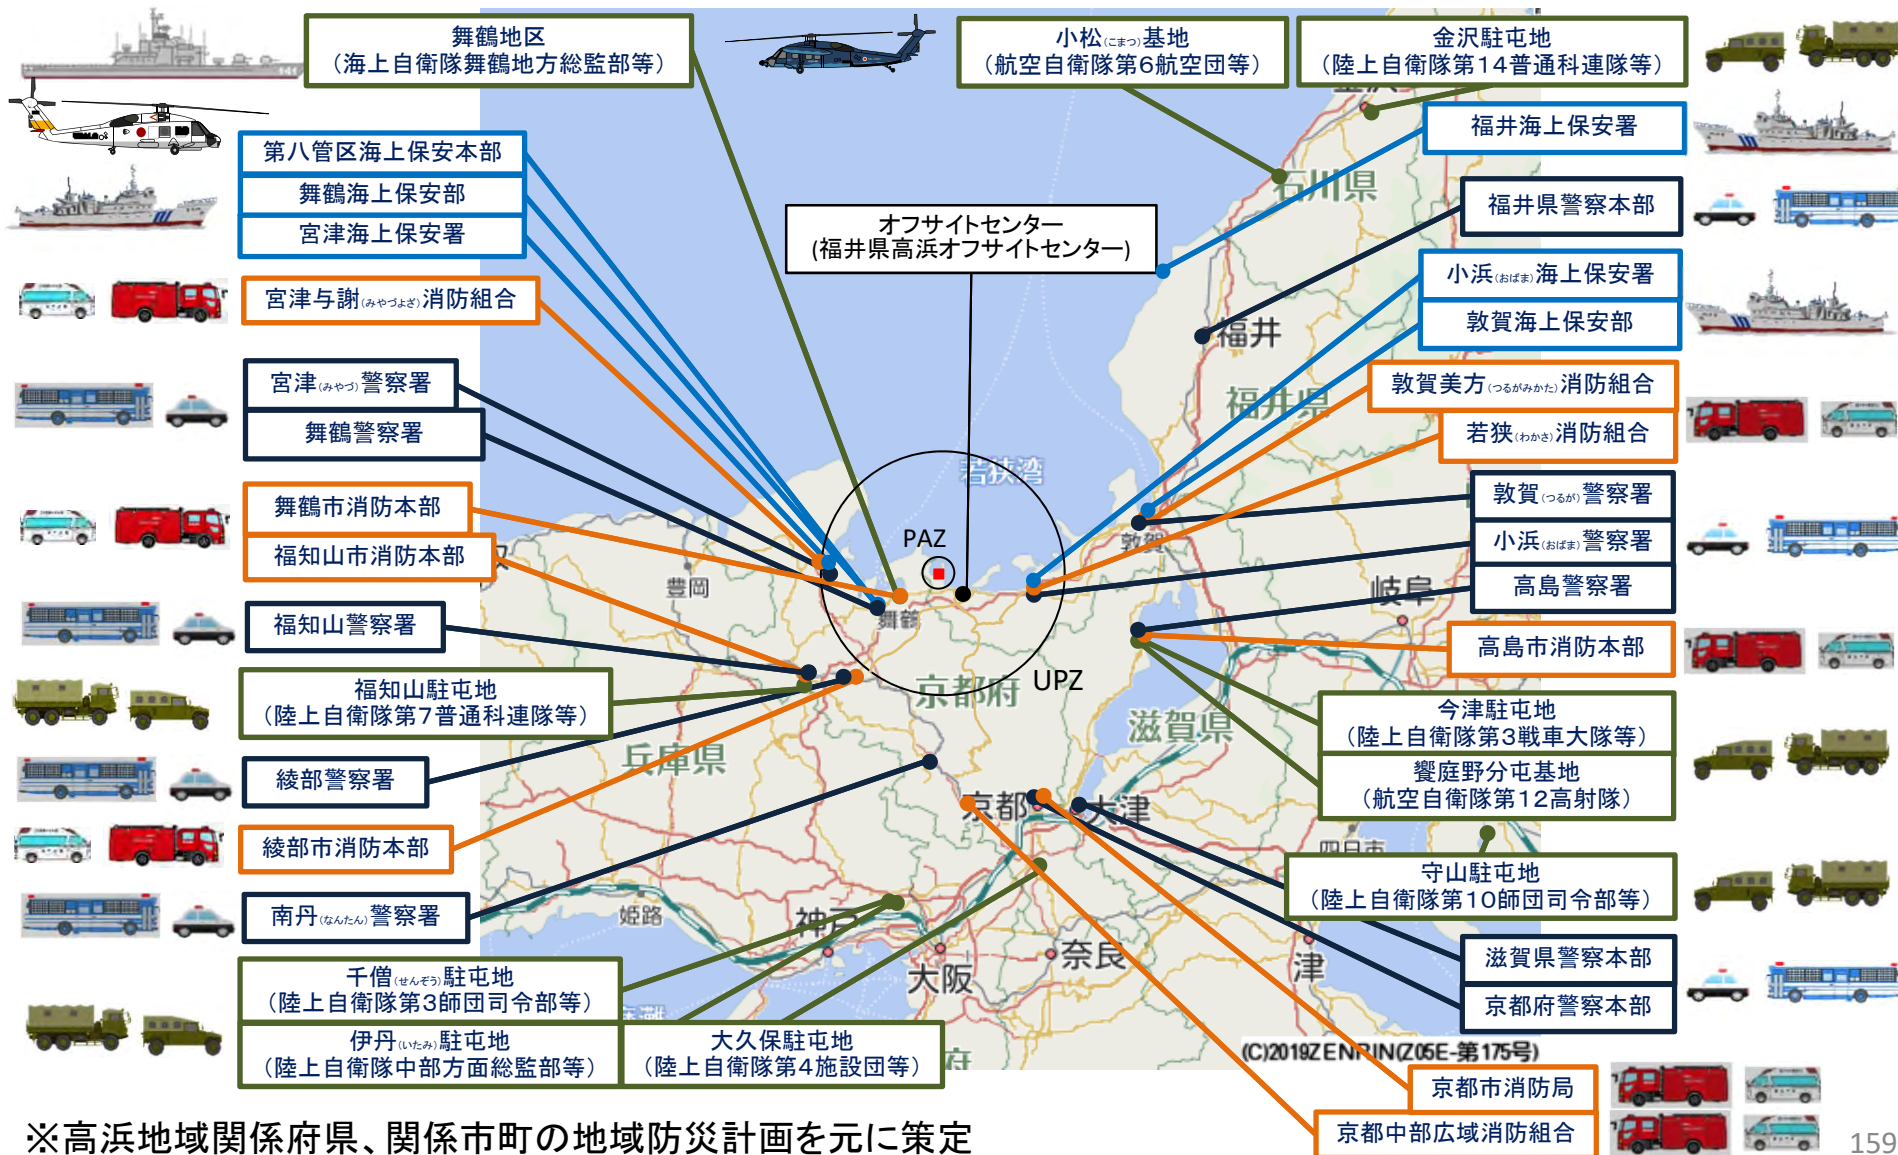 舞鶴地区
(海上自衛隊舞鶴地方総監部等)
小松(こまつ)基地
(航空自衛隊第6航空団等)
金沢駐屯地
(陸上自衛隊第14普通科連隊等)
第八管区海上保安本部
舞鶴海上保安部
宮津海上保安署
宮津与謝(みやづよさ)消防組合
宮津(みやづ)警察署
舞鶴警察署
舞鶴市消防本部
福知山市消防本部
福知山警察署
福知山駐屯地
(陸上自衛隊第7普通科連隊等)
綾部警察署
綾部市消防本部
南丹(なんたん)警察署
千僧(せんぞう)駐屯地
(陸上自衛隊第3師団司令部等)
伊丹(いたみ)駐屯地
(陸上自衛隊中部方面総監部等)
大久保駐屯地
(陸上自衛隊第4施設団等)
オフサイトセンター
(福井県高浜オフサイトセンター)
福井海上保安署
福井県警察本部
小浜(おばま)海上保安署
敦賀海上保安部
敦賀美方(つるがみかた)消防組合
若狭(わかさ)消防組合
敦賀(つるが)警察署
小浜(おばま)警察署
高島警察署
高島市消防本部
今津駐屯地
(陸上自衛隊第3戦車大隊等)
饗庭野分屯基地
(航空自衛隊第12高射隊)
守山駐屯地
(陸上自衛隊第10師団司令部等)
滋賀県警察本部
京都府警察本部
京都市消防局
京都中部広域消防組合
石川県
福井
福井県
若狭湾
PAZ
UPZ
敦賀
豊岡
舞鶴
岐阜
京都府
滋賀県
兵庫県
京都
大津
四日市
姫路
神戸
大阪
奈良
津
(C)2019ZENRIN(Z05E-第175号)
※高浜地域関係府県、関係市町の地域防災計画を元に策定
159